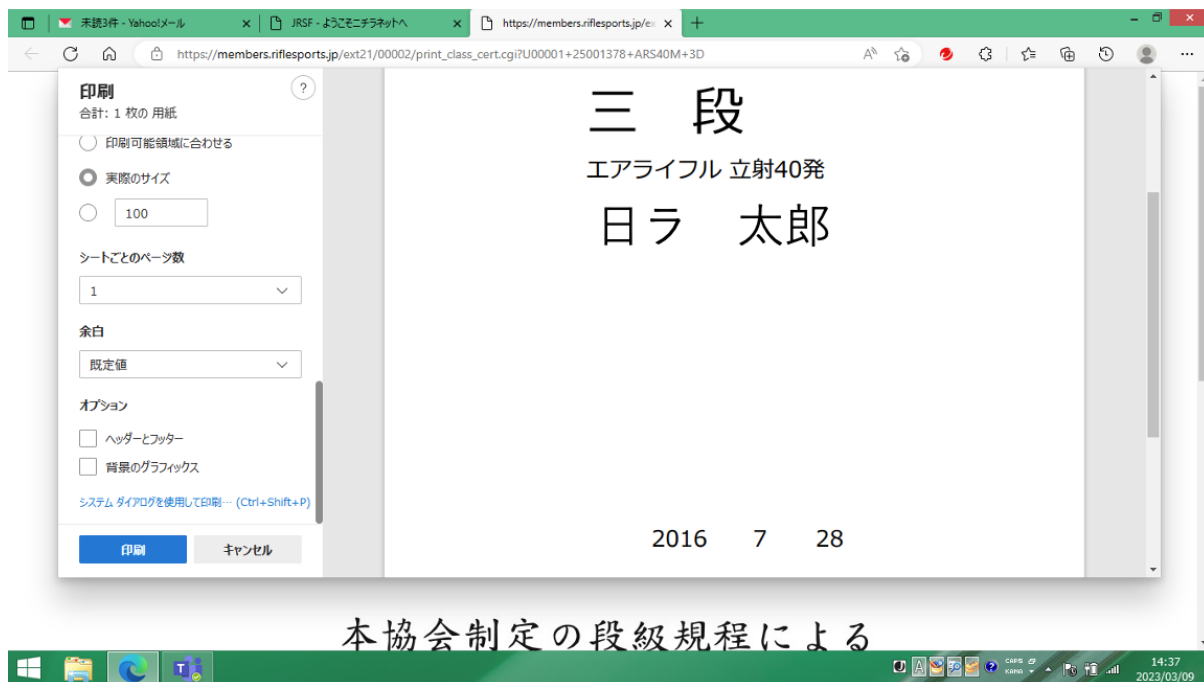 未読3件 - Yahoo!メール
JRSF - ようこそニチラネットへ
https://members.riflesports.jp/ex
https://members.riflesports.jp/ext21/00002/print_class_cert.cgi?U00001+25001378+ARS40M+3D
印刷
合計: 1 枚の 用紙
印刷可能領域に合わせる
実際のサイズ
100
シートごとのページ数
1
余白
既定値
オプション
ヘッダーとフッター
背景のグラフィックス
システム ダイアログを使用して印刷… (Ctrl+Shift+P)
印刷 キャンセル
三 段
エアライフル 立射40発
日ラ 太郎
2016 7 28
本協会制定の段級規程による
CAPS
KANA
14:37
2023/03/09